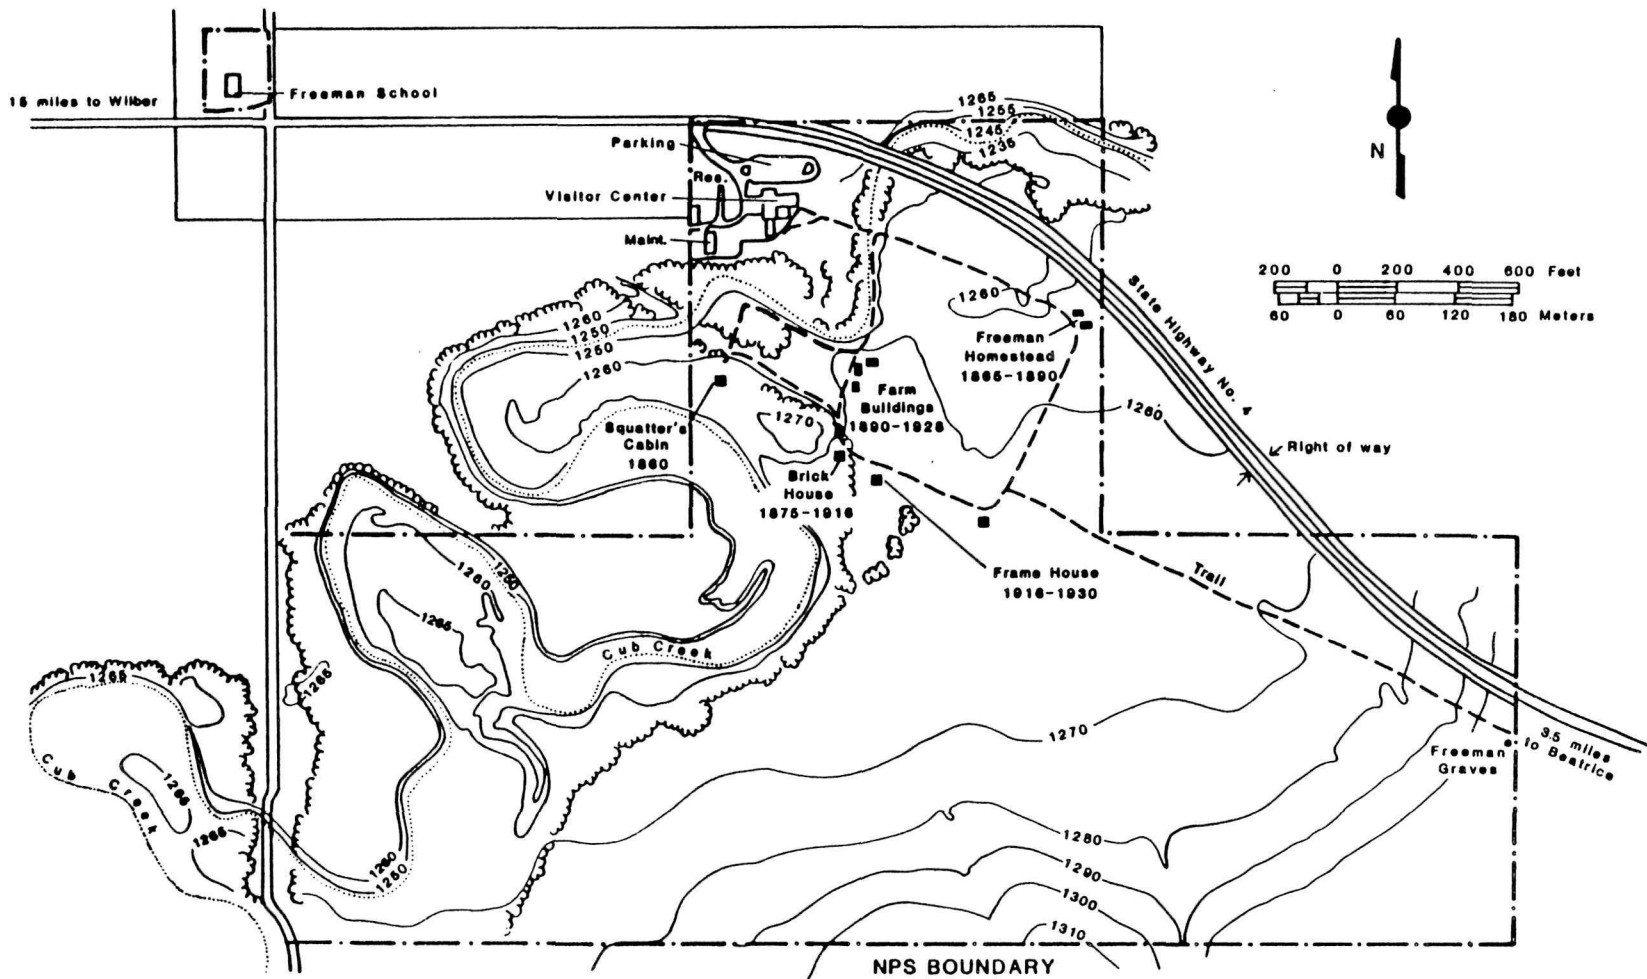 Freeman School
15 miles to Wilber
1265
1255
1245
1235
Parking
Res.
Visitor Center
Maint.
N
200 0 200 400 600 Feet
60 0 60 120 180 Meters
State Highway No. 4
1260
1250
1250
1260
1260
Freeman
Homestead
1865-1890
Farm
Buildings
1890-1928
1270
Squatter's
Cabin
1860
1260
Right of way
Brick
House
1875-1916
Frame House
1916-1930
Trail
1250
1260
1265
Cub Creek
1265
1265
Cub
Creek
1265
1265
1270
3.5 miles
to Beatrice
Freeman
Graves
1260
1250
1280
1290
1300
1310
NPS BOUNDARY